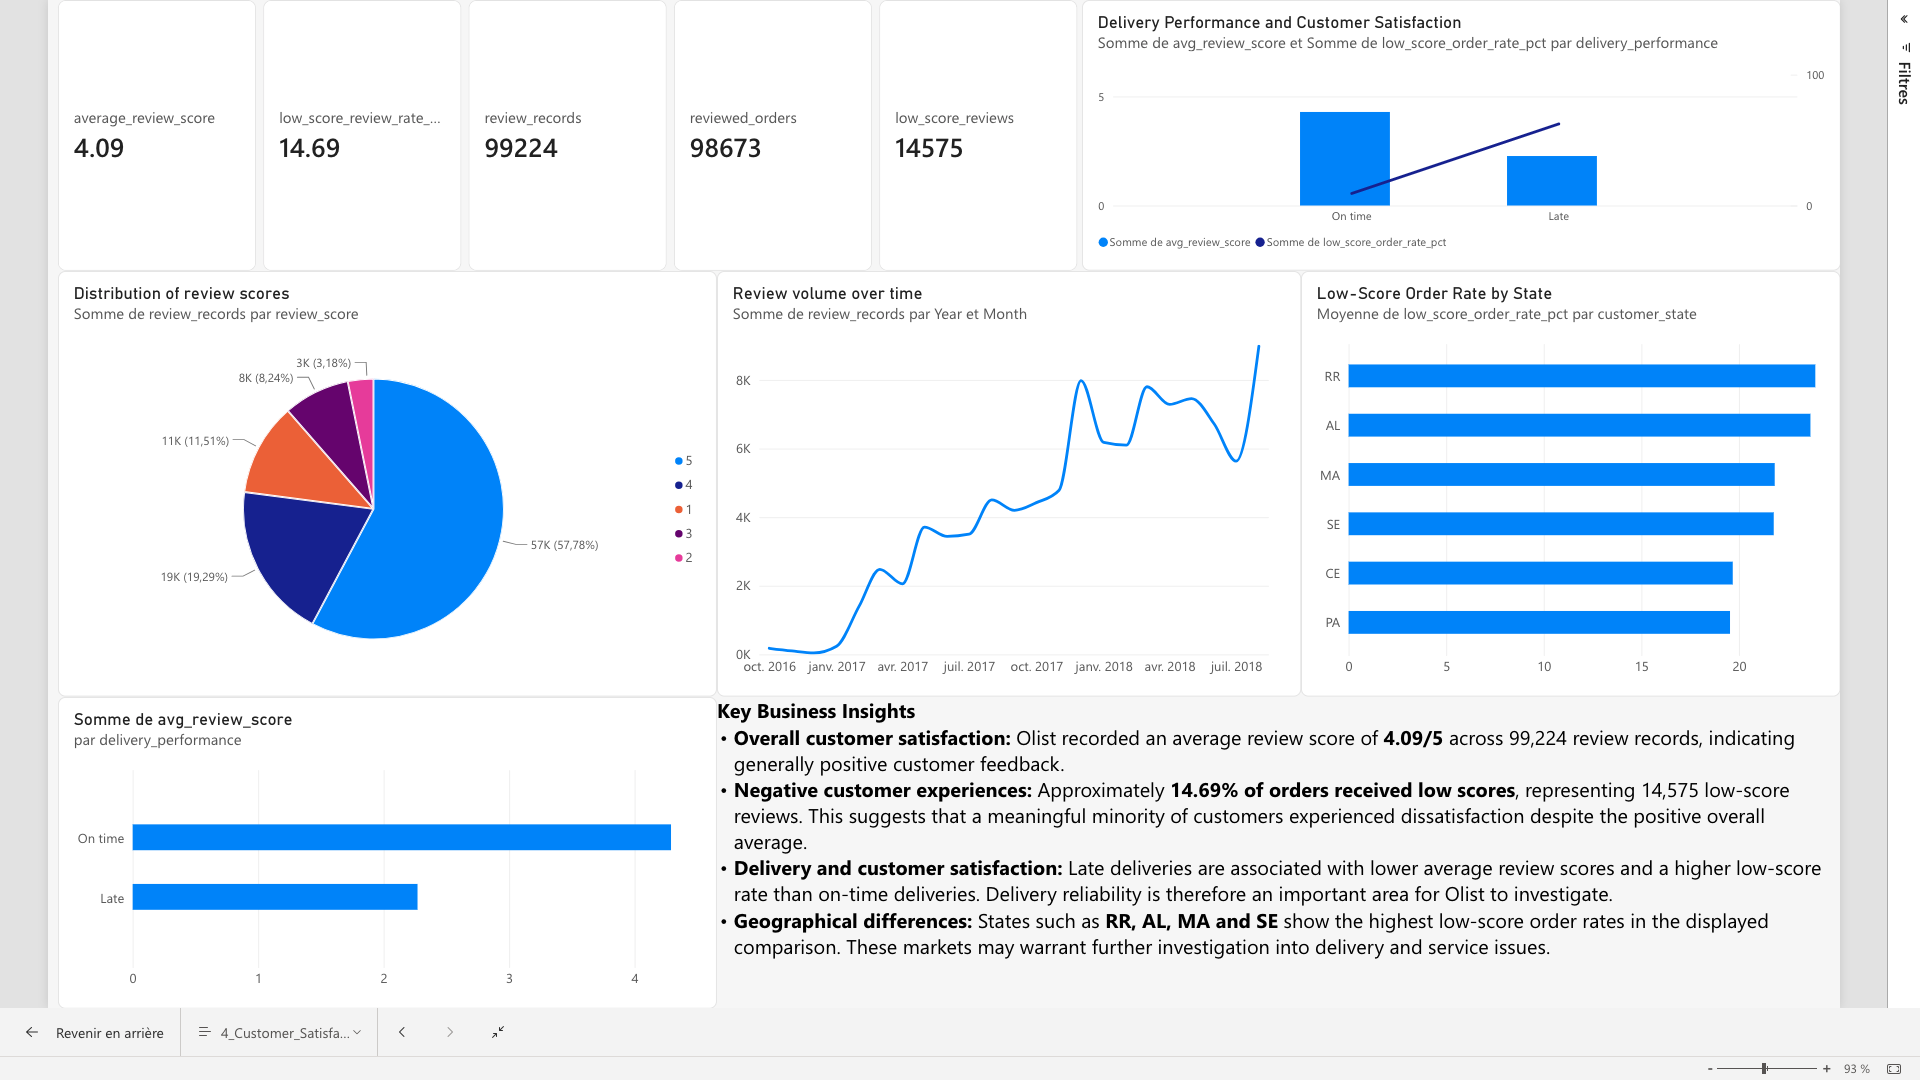 average_review_score
4.09
low_score_review_rate_...
14.69
review_records
99224
reviewed_orders
98673
low_score_reviews
14575
Delivery Performance and Customer Satisfaction
Somme de avg_review_score et Somme de low_score_order_rate_pct par delivery_performance
100
5
0
0
On time
Late
Somme de avg_review_score
Somme de low_score_order_rate_pct
Filtres
Distribution of review scores
Somme de review_records par review_score
3K (3,18%)
8K (8,24%)
11K (11,51%)
19K (19,29%)
57K (57,78%)
5
4
1
3
2
Review volume over time
Somme de review_records par Year et Month
8K
6K
4K
2K
0K
oct. 2016
janv. 2017
avr. 2017
juil. 2017
oct. 2017
janv. 2018
avr. 2018
juil. 2018
Low-Score Order Rate by State
Moyenne de low_score_order_rate_pct par customer_state
RR
AL
MA
SE
CE
PA
0
5
10
15
20
Somme de avg_review_score
par delivery_performance
On time
Late
0
1
2
3
4
Key Business Insights
• Overall customer satisfaction: Olist recorded an average review score of 4.09/5 across 99,224 review records, indicating
generally positive customer feedback.
• Negative customer experiences: Approximately 14.69% of orders received low scores, representing 14,575 low-score
reviews. This suggests that a meaningful minority of customers experienced dissatisfaction despite the positive overall
average.
• Delivery and customer satisfaction: Late deliveries are associated with lower average review scores and a higher low-score
rate than on-time deliveries. Delivery reliability is therefore an important area for Olist to investigate.
• Geographical differences: States such as RR, AL, MA and SE show the highest low-score order rates in the displayed
comparison. These markets may warrant further investigation into delivery and service issues.
Revenir en arrière
4_Customer_Satisfa...
- + 93 %